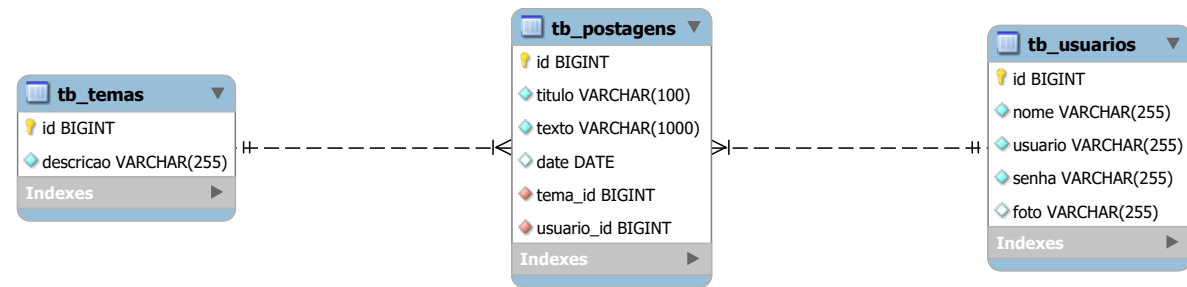 tb_temas
id BIGINT
descricao VARCHAR(255)
Indexes
tb_postagens
id BIGINT
titulo VARCHAR(100)
texto VARCHAR(1000)
date DATE
tema_id BIGINT
usuario_id BIGINT
Indexes
tb_usuarios
id BIGINT
nome VARCHAR(255)
usuario VARCHAR(255)
senha VARCHAR(255)
foto VARCHAR(255)
Indexes